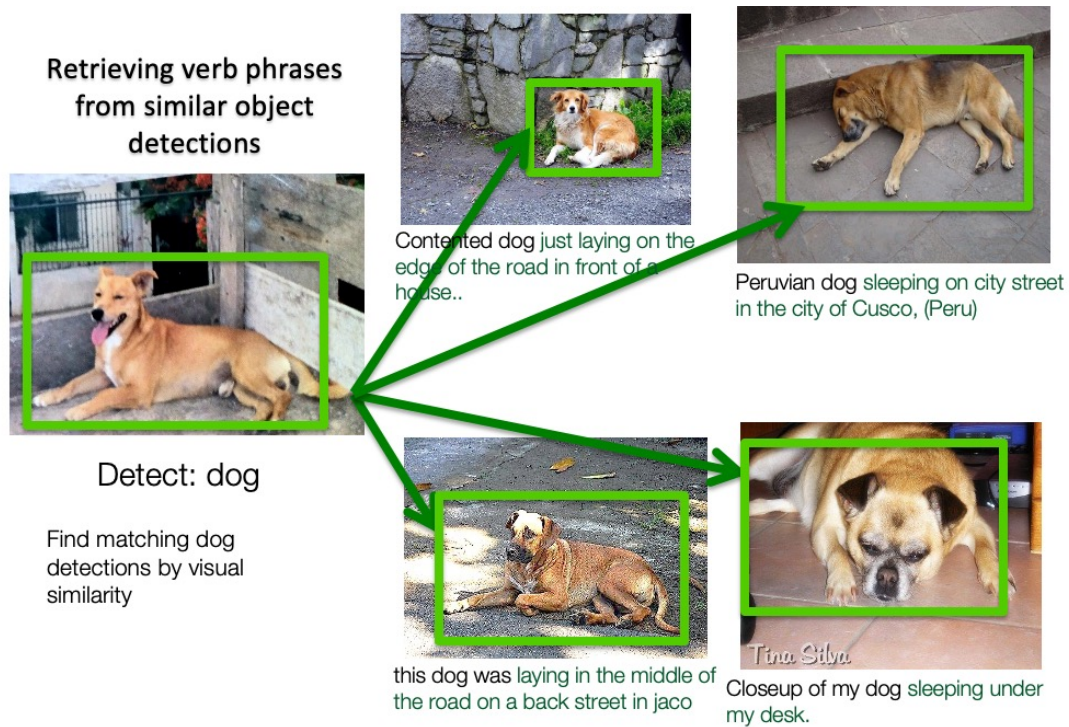 Retrieving verb phrases
from similar object
detections
Detect: dog
Find matching dog
detections by visual
similarity
Contented dog just laying on the
edge of the road in front of a
house..
Peruvian dog sleeping on city street
in the city of Cusco, (Peru)
this dog was laying in the middle of
the road on a back street in jaco
Tina Silva
Closeup of my dog sleeping under
my desk.